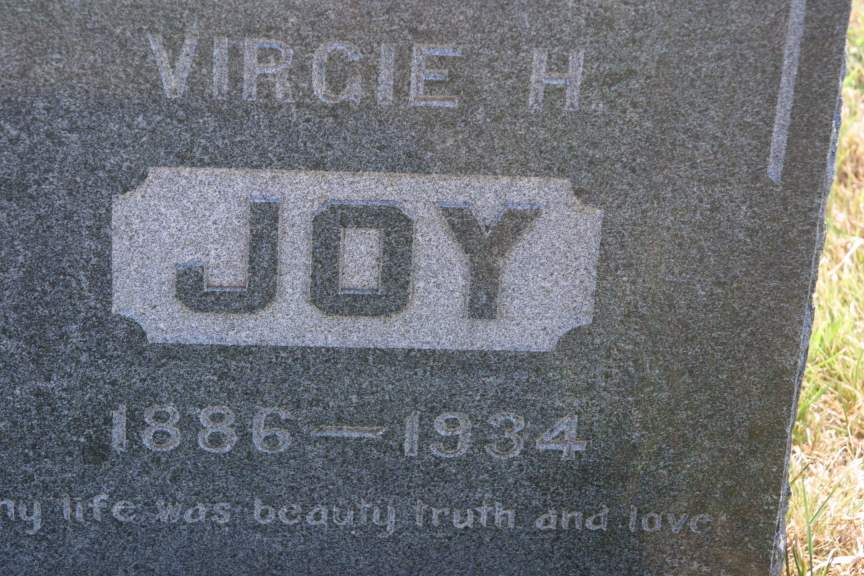 VIRGIE H.
JOY
1886 — 1934
life was beauty truth and love